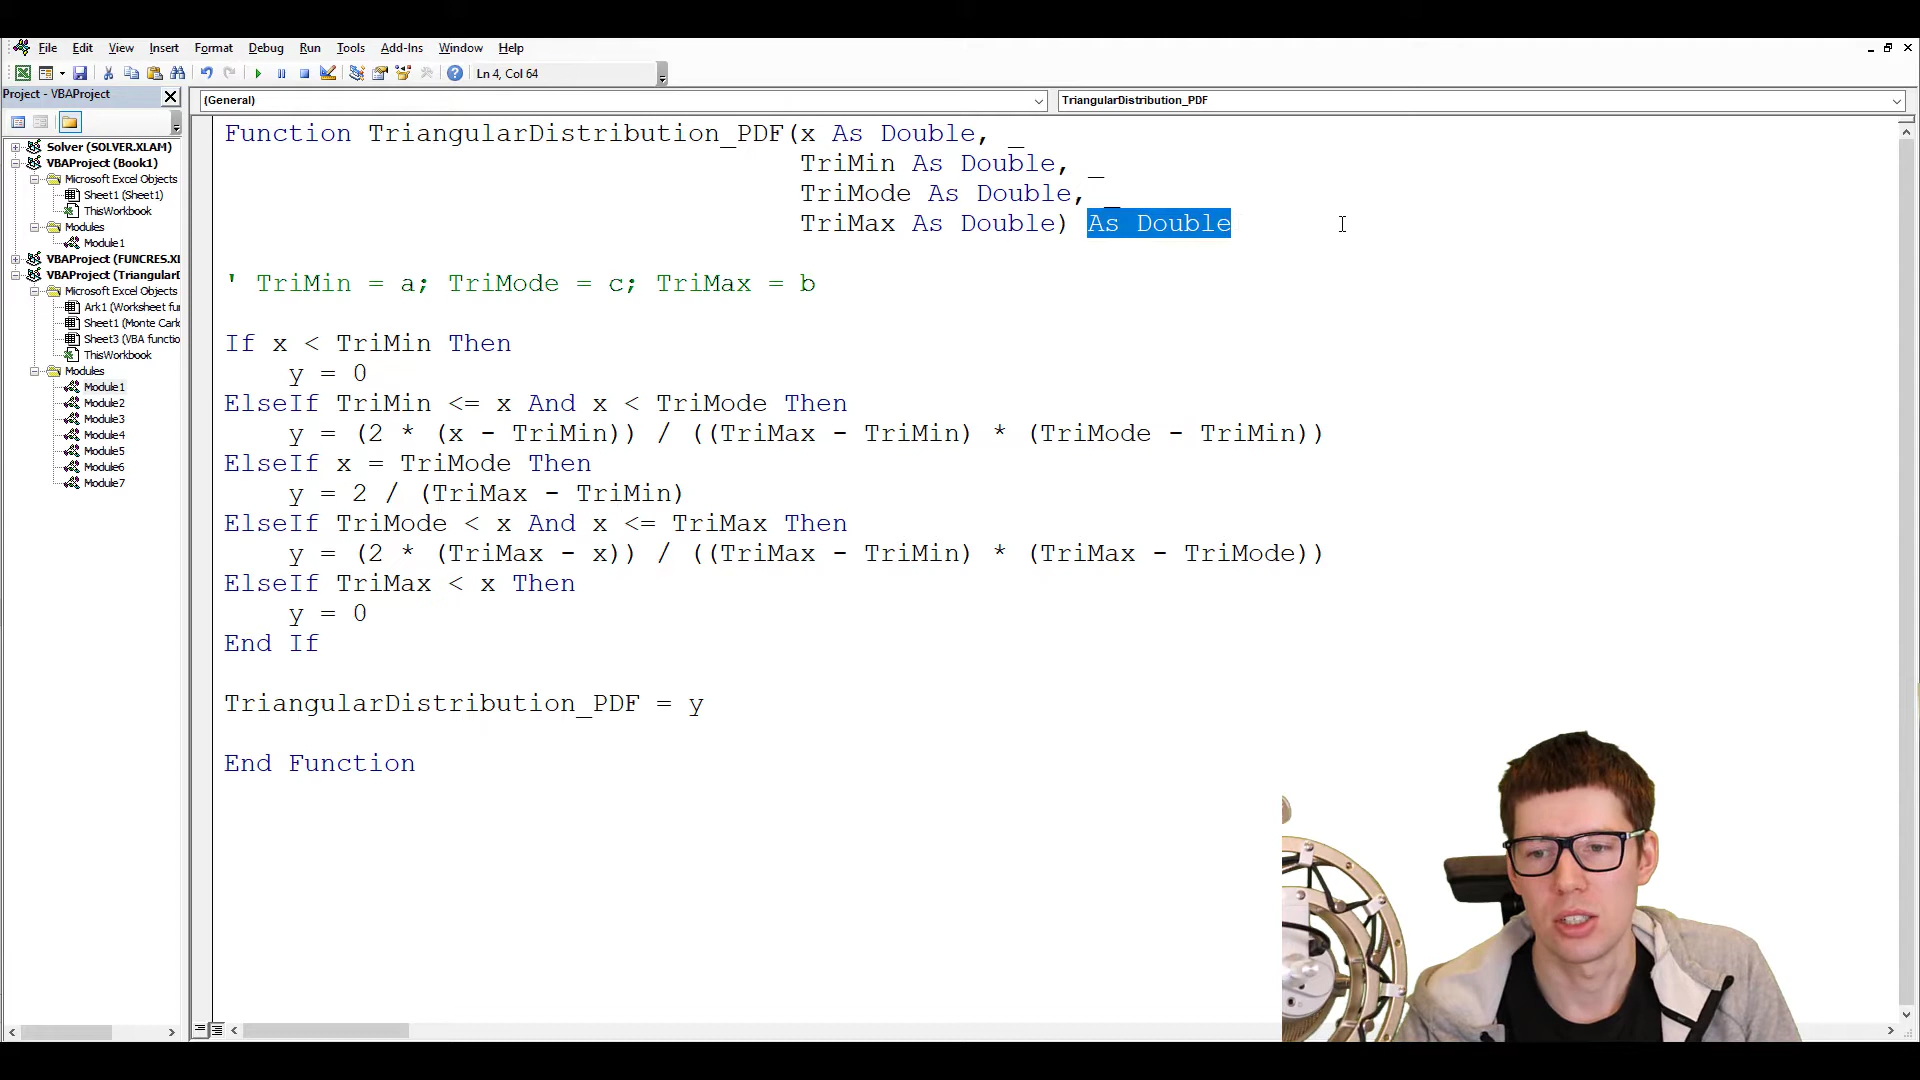 File Edit View Insert Format Debug Run Tools Add-Ins Window Help
Ln 4, Col 64
Project - VBAProject
(General)
TriangularDistribution_PDF
Solver (SOLVER.XLAM)
VBAProject (Book1)
Microsoft Excel Objects
Sheet1 (Sheet1)
ThisWorkbook
Modules
Module1
VBAProject (FUNCRES.XL
VBAProject (TriangularD
Microsoft Excel Objects
Ark1 (Worksheet fun
Sheet1 (Monte Carlo
Sheet3 (VBA functio
ThisWorkbook
Modules
Module1
Module2
Module3
Module4
Module5
Module6
Module7
Function TriangularDistribution_PDF(x As Double, _
TriMin As Double, _
TriMode As Double, _
TriMax As Double) As Double
' TriMin = a; TriMode = c; TriMax = b
If x < TriMin Then
y = 0
ElseIf TriMin <= x And x < TriMode Then
y = (2 * (x - TriMin)) / ((TriMax - TriMin) * (TriMode - TriMin))
ElseIf x = TriMode Then
y = 2 / (TriMax - TriMin)
ElseIf TriMode < x And x <= TriMax Then
y = (2 * (TriMax - x)) / ((TriMax - TriMin) * (TriMax - TriMode))
ElseIf TriMax < x Then
y = 0
End If
TriangularDistribution_PDF = y
End Function